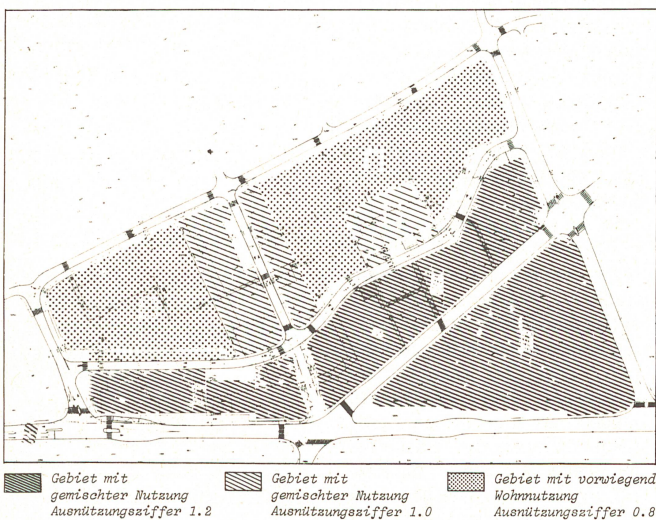 Gebiet mit
gemischter Nutzung
Ausnützungsziffer 1.2
Gebiet mit
gemischter Nutzung
Ausnützungsziffer 1.0
Gebiet mit vorwiegend
Wohnnutzung
Ausnützungsziffer 0.8